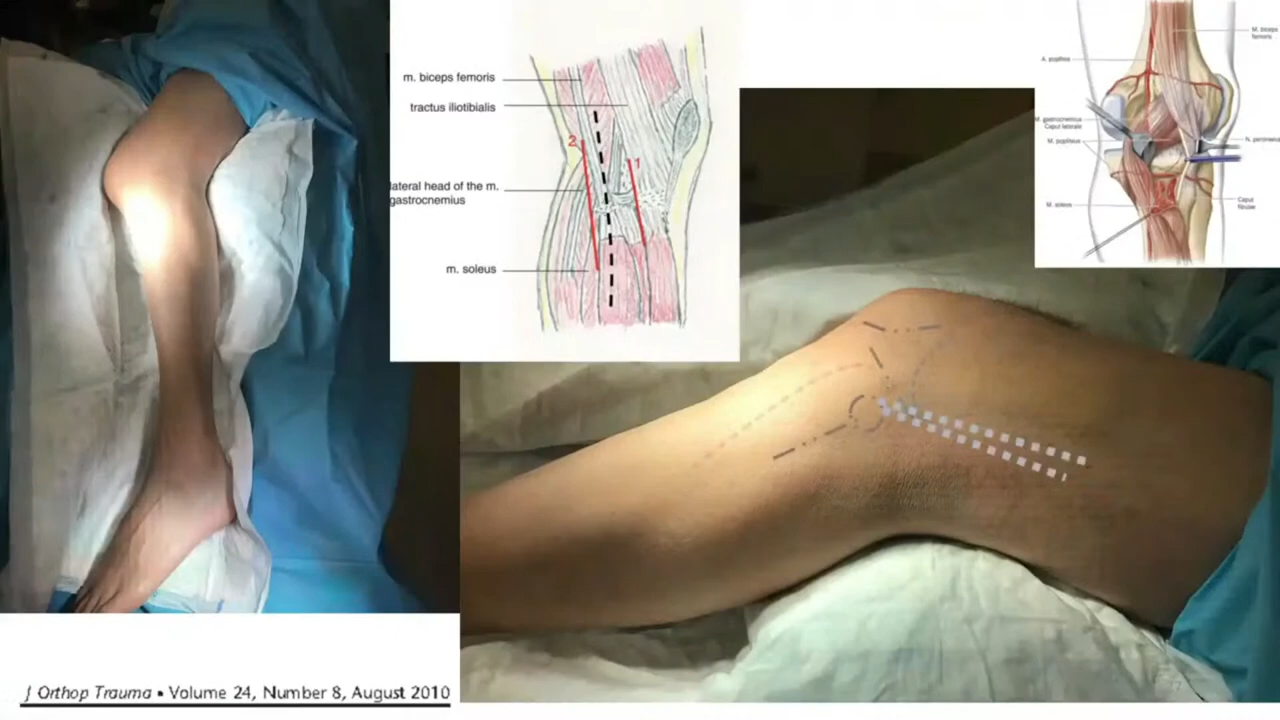 m. biceps femoris
tractus iliotibialis
2
1
lateral head of the m.
gastrocnemius
m. soleus
M. biceps
femoris
A. poplitea
M. gastrocnemius
Caput laterale
M. popliteus
N. peroneus
M. soleus
Caput
fibulae
J Orthop Trauma • Volume 24, Number 8, August 2010